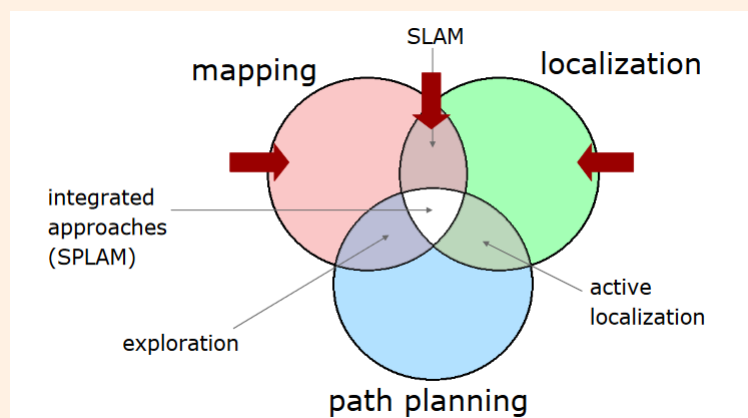 SLAM
mapping
localization
integrated
approaches
(SPLAM)
active
localization
exploration
path planning